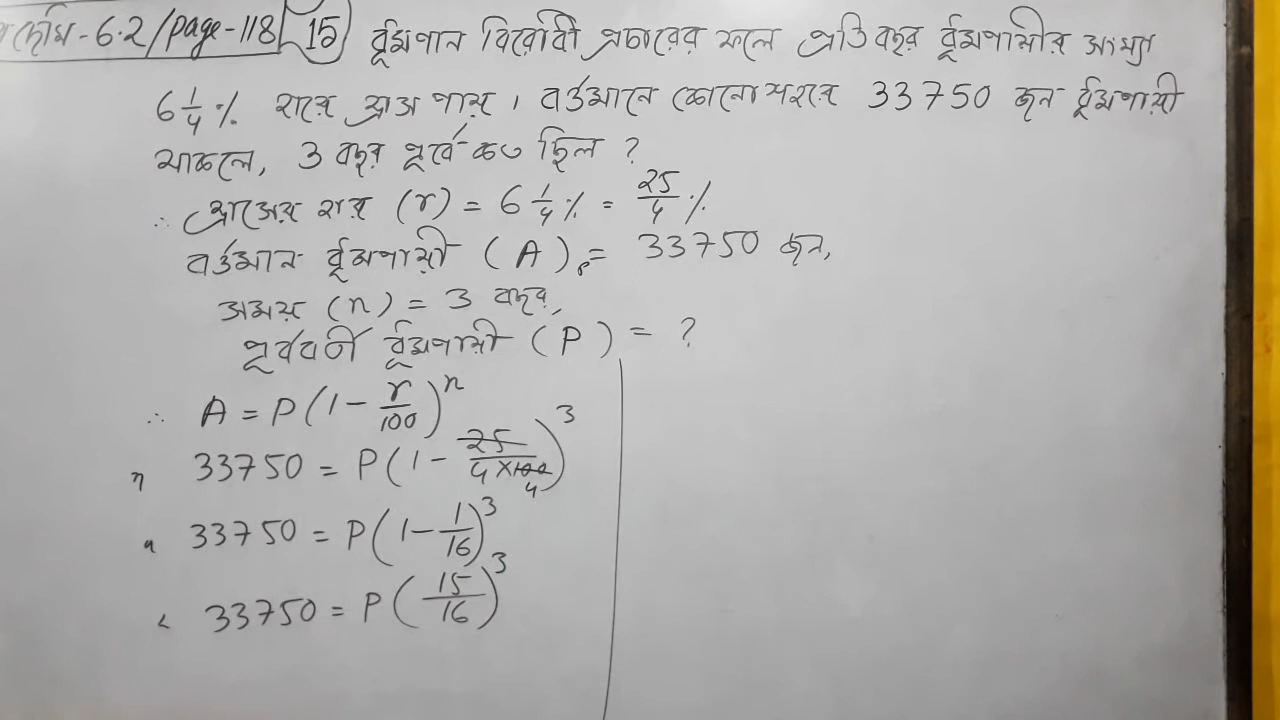 দেখি-6.2/page-118 15 ধূমপান বিরোধী প্রচারের ফলে প্রতি বছর ধূমপায়ীর সংখ্যা
6 1/4 % হারে হ্রাস পায়। বর্তমানে কোনো শহরে 33750 জন ধূমপায়ী
থাকলে, 3 বছর পূর্বে কত ছিল ?
∴ হ্রাসের হার (r) = 6 1/4 % = 25/4 %
বর্তমান ধূমপায়ী (A) = 33750 জন,
সময় (n) = 3 বছর,
পূর্ববর্তী ধূমপায়ী (P) = ?
∴ A = P(1 - r/100)^n
" 33750 = P(1 - 25/(4×100) 4)^3
" 33750 = P(1 - 1/16)^3
" 33750 = P(15/16)^3